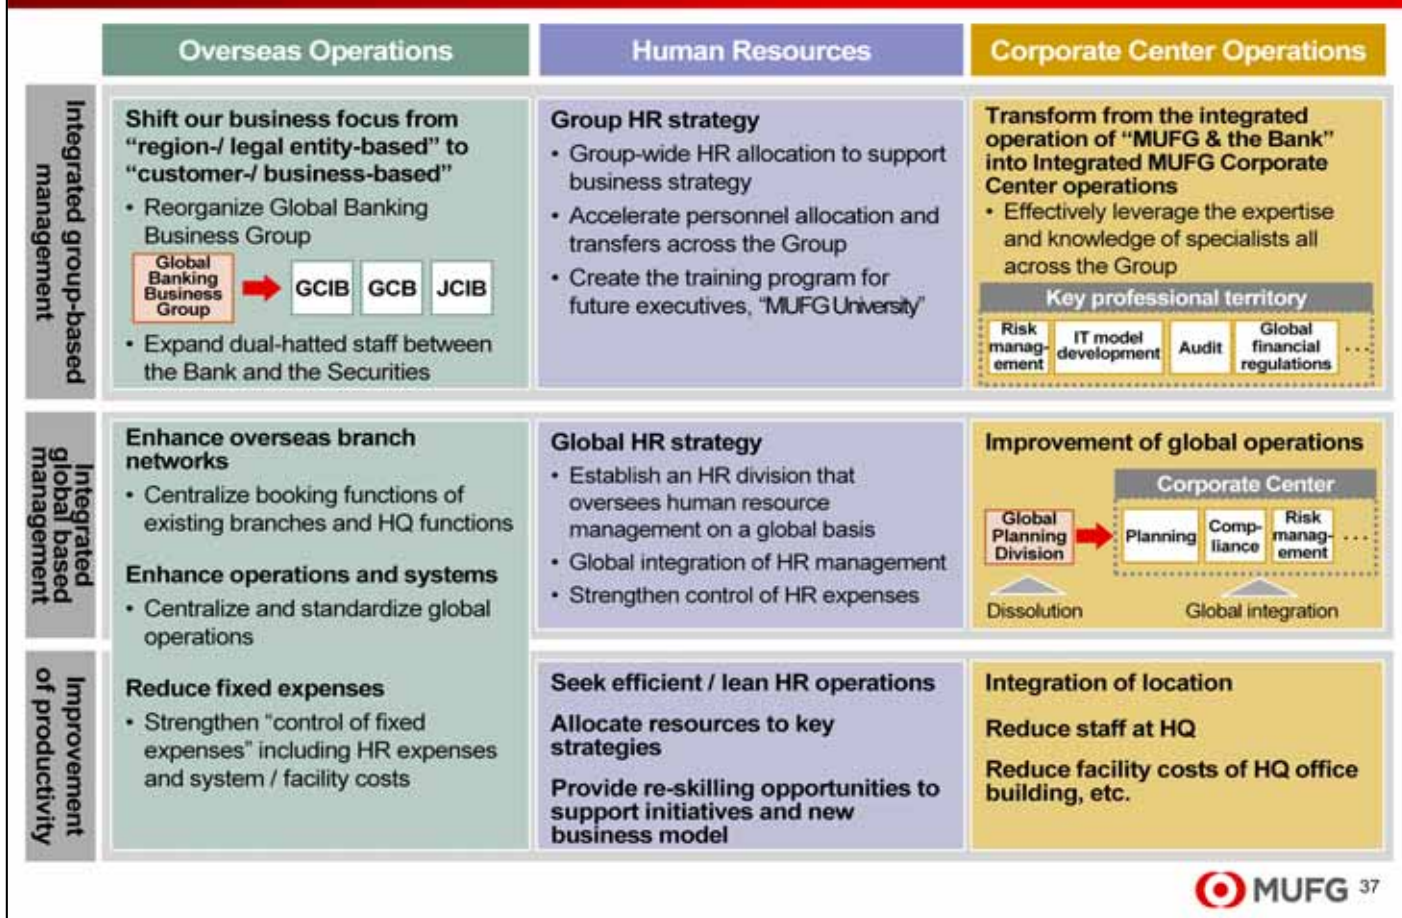 Overseas Operations
Human Resources
Corporate Center Operations
Integrated group-based
management
Shift our business focus from
“region-/ legal entity-based” to
“customer-/ business-based”
• Reorganize Global Banking
Business Group
Global
Banking
Business
Group
GCIB
GCB
JCIB
• Expand dual-hatted staff between
the Bank and the Securities
Group HR strategy
• Group-wide HR allocation to support
business strategy
• Accelerate personnel allocation and
transfers across the Group
• Create the training program for
future executives, “MUFG University”
Transform from the integrated
operation of “MUFG & the Bank”
into Integrated MUFG Corporate
Center operations
• Effectively leverage the expertise
and knowledge of specialists all
across the Group
Key professional territory
Risk
manag-
ement
IT model
development
Audit
Global
financial
regulations
...
Integrated
global based
management
Enhance overseas branch
networks
• Centralize booking functions of
existing branches and HQ functions
Enhance operations and systems
• Centralize and standardize global
operations
Global HR strategy
• Establish an HR division that
oversees human resource
management on a global basis
• Global integration of HR management
• Strengthen control of HR expenses
Improvement of global operations
Corporate Center
Global
Planning
Division
Planning
Comp-
liance
Risk
manag-
ement
...
Dissolution
Global integration
Improvement
of productivity
Reduce fixed expenses
• Strengthen “control of fixed
expenses” including HR expenses
and system / facility costs
Seek efficient / lean HR operations
Allocate resources to key
strategies
Provide re-skilling opportunities to
support initiatives and new
business model
Integration of location
Reduce staff at HQ
Reduce facility costs of HQ office
building, etc.
MUFG 37